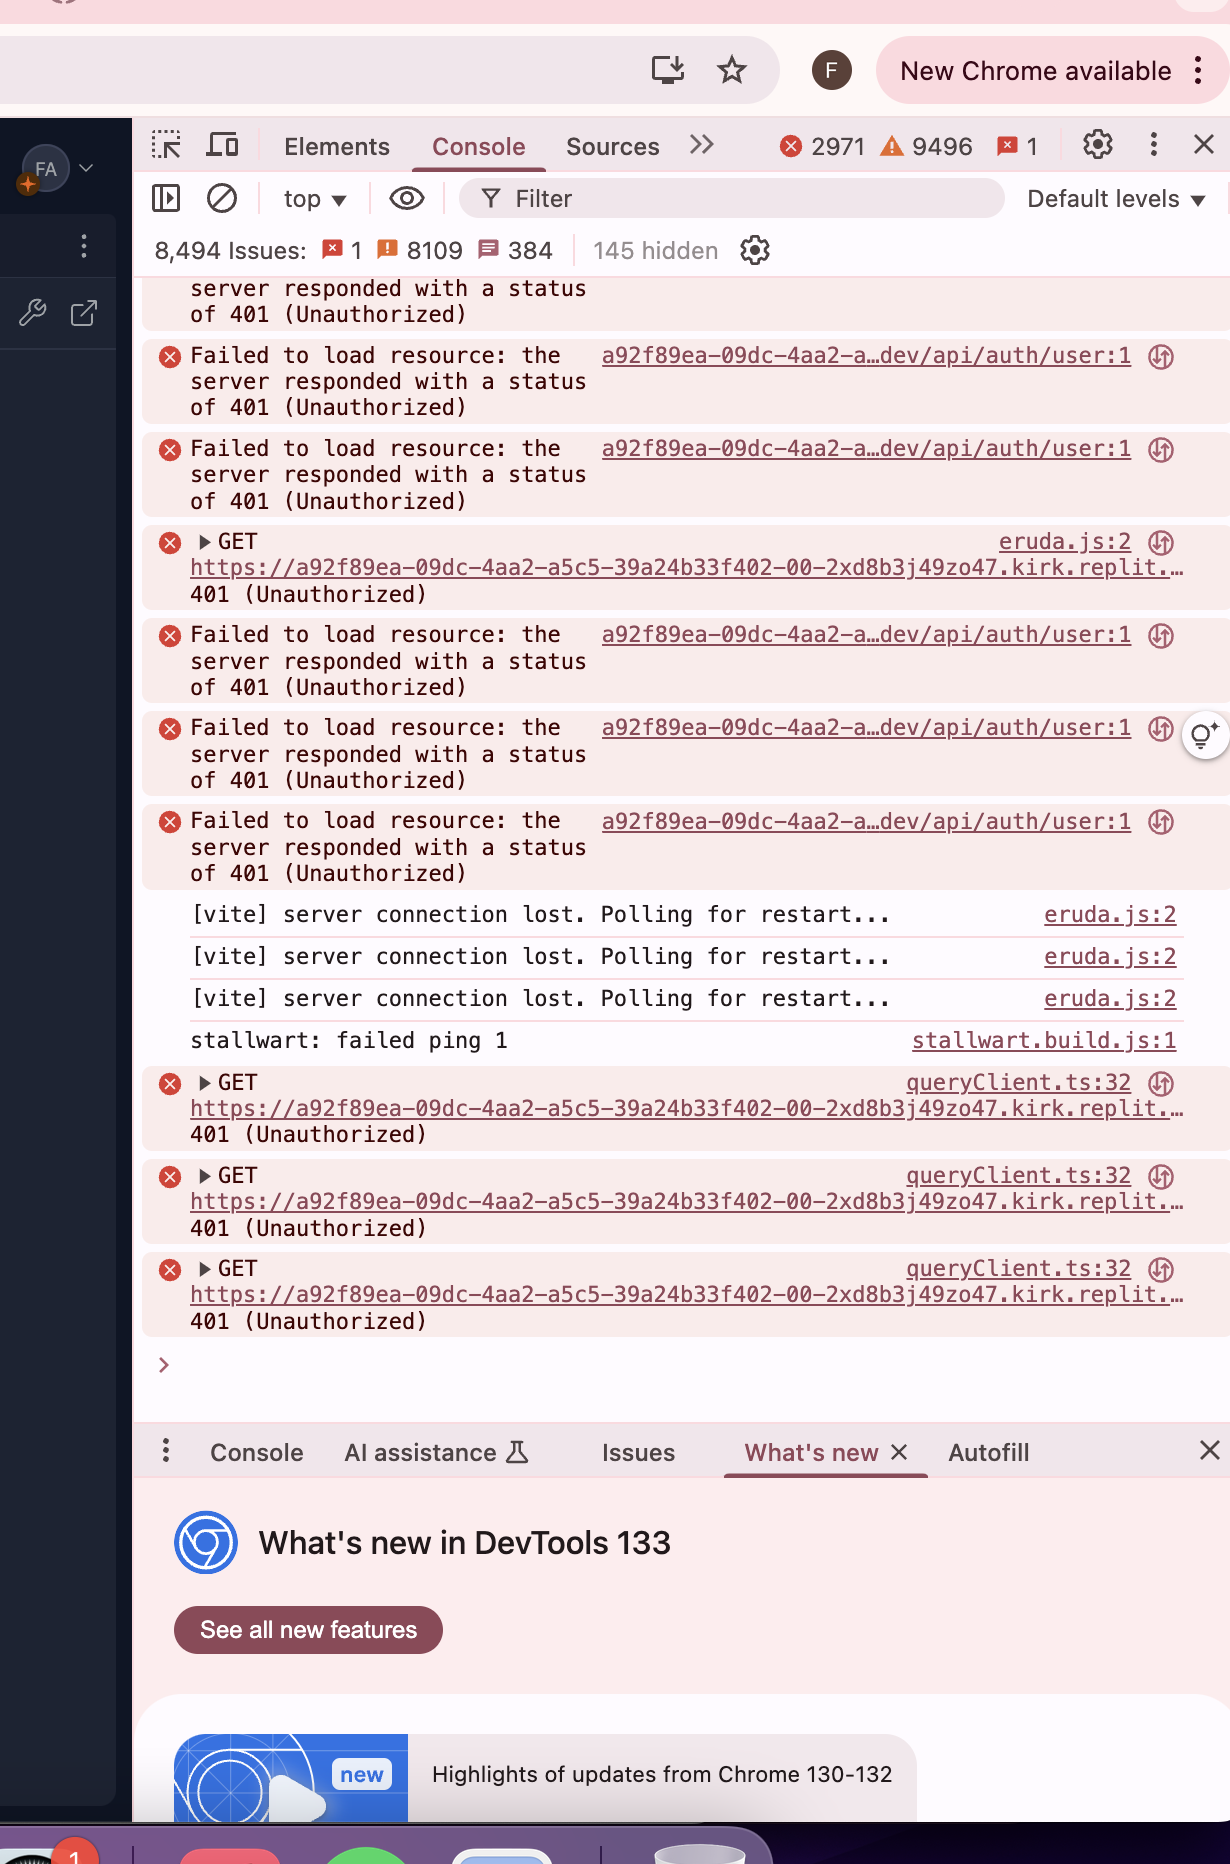 F
New Chrome available
FA
Elements
Console
Sources
2971
9496
1
top
Filter
Default levels
8,494 Issues:
1
8109
384
145 hidden
server responded with a status
of 401 (Unauthorized)
Failed to load resource: the a92f89ea-09dc-4aa2-a…dev/api/auth/user:1
server responded with a status
of 401 (Unauthorized)
Failed to load resource: the a92f89ea-09dc-4aa2-a…dev/api/auth/user:1
server responded with a status
of 401 (Unauthorized)
GET eruda.js:2
https://a92f89ea-09dc-4aa2-a5c5-39a24b33f402-00-2xd8b3j49zo47.kirk.replit.…
401 (Unauthorized)
Failed to load resource: the a92f89ea-09dc-4aa2-a…dev/api/auth/user:1
server responded with a status
of 401 (Unauthorized)
Failed to load resource: the a92f89ea-09dc-4aa2-a…dev/api/auth/user:1
server responded with a status
of 401 (Unauthorized)
Failed to load resource: the a92f89ea-09dc-4aa2-a…dev/api/auth/user:1
server responded with a status
of 401 (Unauthorized)
[vite] server connection lost. Polling for restart... eruda.js:2
[vite] server connection lost. Polling for restart... eruda.js:2
[vite] server connection lost. Polling for restart... eruda.js:2
stallwart: failed ping 1 stallwart.build.js:1
GET queryClient.ts:32
https://a92f89ea-09dc-4aa2-a5c5-39a24b33f402-00-2xd8b3j49zo47.kirk.replit.…
401 (Unauthorized)
GET queryClient.ts:32
https://a92f89ea-09dc-4aa2-a5c5-39a24b33f402-00-2xd8b3j49zo47.kirk.replit.…
401 (Unauthorized)
GET queryClient.ts:32
https://a92f89ea-09dc-4aa2-a5c5-39a24b33f402-00-2xd8b3j49zo47.kirk.replit.…
401 (Unauthorized)
Console
AI assistance
Issues
What's new
Autofill
What's new in DevTools 133
See all new features
new
Highlights of updates from Chrome 130-132
1